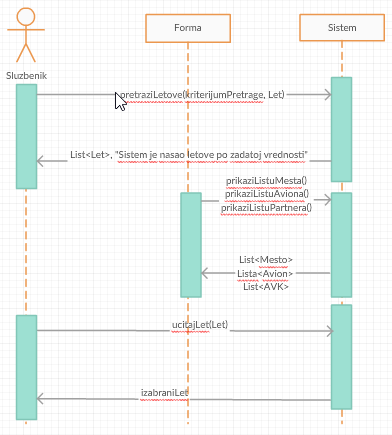 Forma
Sistem
Sluzbenik
pretraziLetove(kriterijumPretrage, Let)
List<Let>, "Sistem je nasao letove po zadatoj vrednosti"
prikaziListuMesta()
prikaziListuAviona()
prikaziListuPartnera()
List<Mesto>
Lista<Avion>
List<AVK>
ucitajLet(Let)
izabraniLet